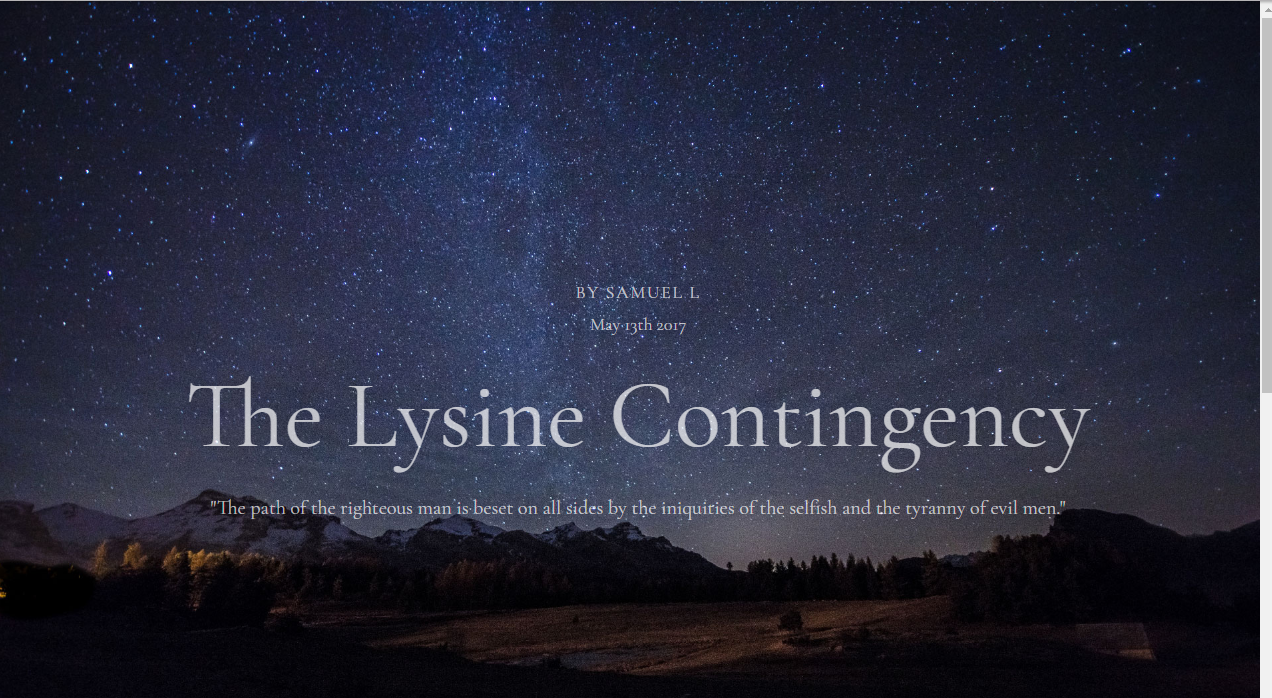 BY SAMUEL L
May 13th 2017
The Lysine Contingency
"The path of the righteous man is beset on all sides by the iniquities of the selfish and the tyranny of evil men."